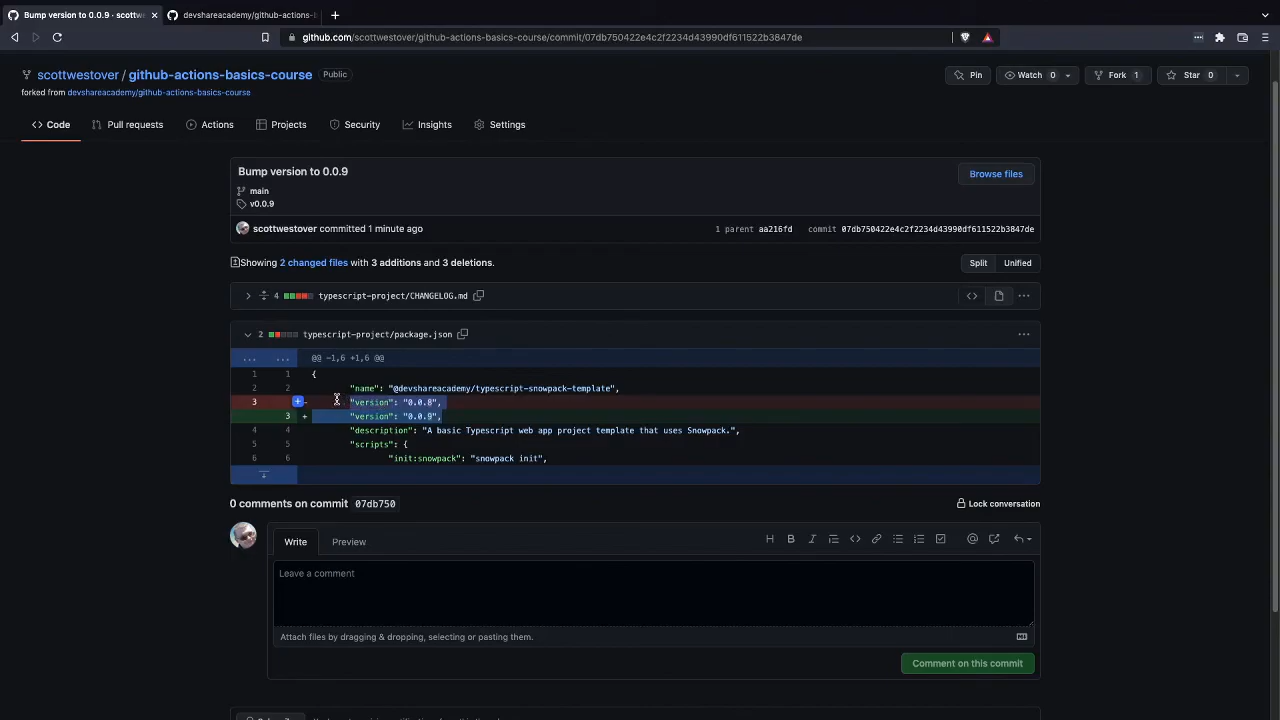 Bump version to 0.0.9 · scottwe
devshareacademy/github-actions-
github.com/scottwestover/github-actions-basics-course/commit/07db750422e4c2f2234d43990df611522b3847de
scottwestover / github-actions-basics-course Public
Pin Watch 0 Fork 1 Star 0
forked from devshareacademy/github-actions-basics-course
<> Code Pull requests Actions Projects Security Insights Settings
Bump version to 0.0.9
Browse files
main
v0.0.9
scottwestover committed 1 minute ago 1 parent aa216fd commit 07db750422e4c2f2234d43990df611522b3847de
Showing 2 changed files with 3 additions and 3 deletions.
Split Unified
4 typescript-project/CHANGELOG.md
2 typescript-project/package.json
... ... @@ -1,6 +1,6 @@
1 1 {
2 2 "name": "@devshareacademy/typescript-snowpack-template",
3 "version": "0.0.8",
3 + "version": "0.0.9",
4 4 "description": "A basic Typescript web app project template that uses Snowpack.",
5 5 "scripts": {
6 6 "init:snowpack": "snowpack init",
0 comments on commit 07db750
Lock conversation
Write Preview
Leave a comment
Attach files by dragging & dropping, selecting or pasting them.
Comment on this commit